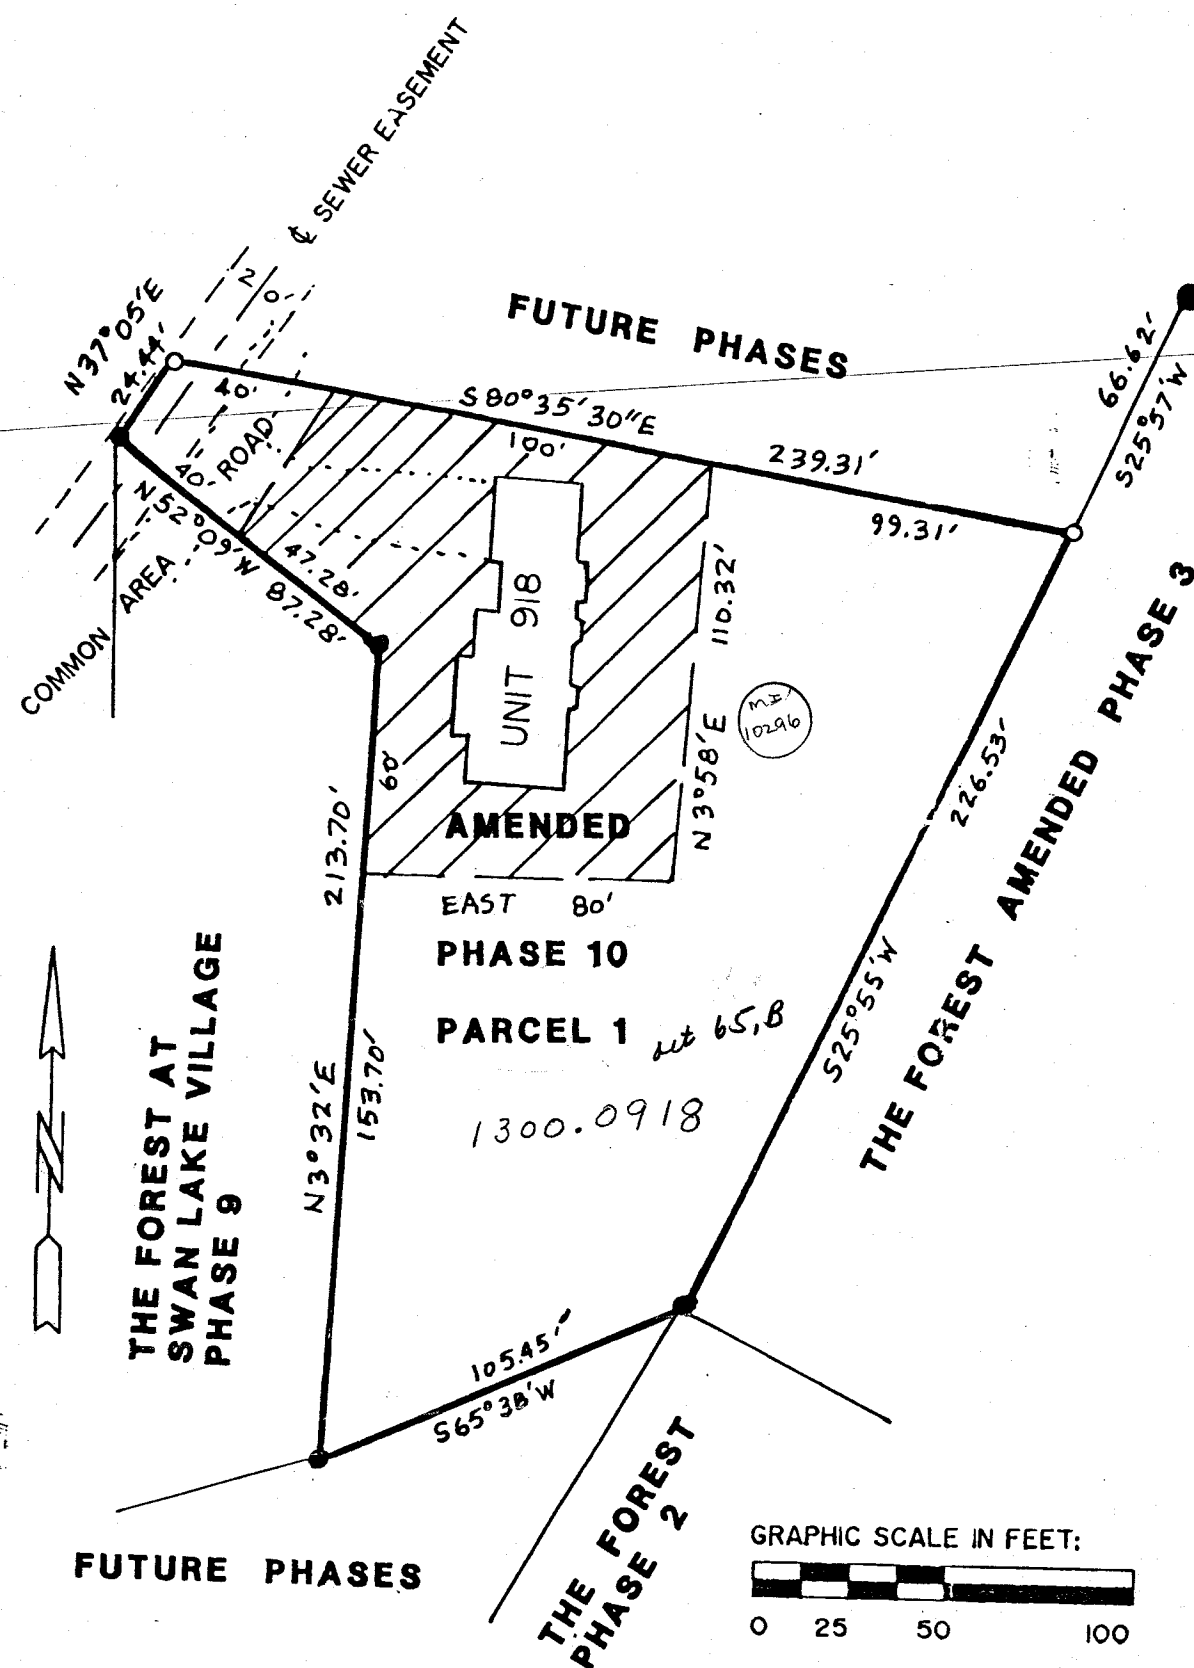 ℄ SEWER EASEMENT
N37°05'E
24.44'
20'
FUTURE PHASES
66.62'
S25°57'W
40'
ROAD
S80°35'30"E
100'
239.31'
99.31'
40'
N52°09'W
47.28'
87.28'
COMMON AREA
UNIT 918
110.32'
N3°58'E
10296
60'
213.70'
AMENDED
EAST 80'
PHASE 10
PARCEL 1
65,B
1300.0918
226.53'
S25°55'W
THE FOREST AMENDED PHASE 3
N3°32'E
153.70'
THE FOREST AT
SWAN LAKE VILLAGE
PHASE 9
N
105.45'
S65°38'W
THE FOREST
PHASE 2
FUTURE PHASES
GRAPHIC SCALE IN FEET:
0 25 50 100